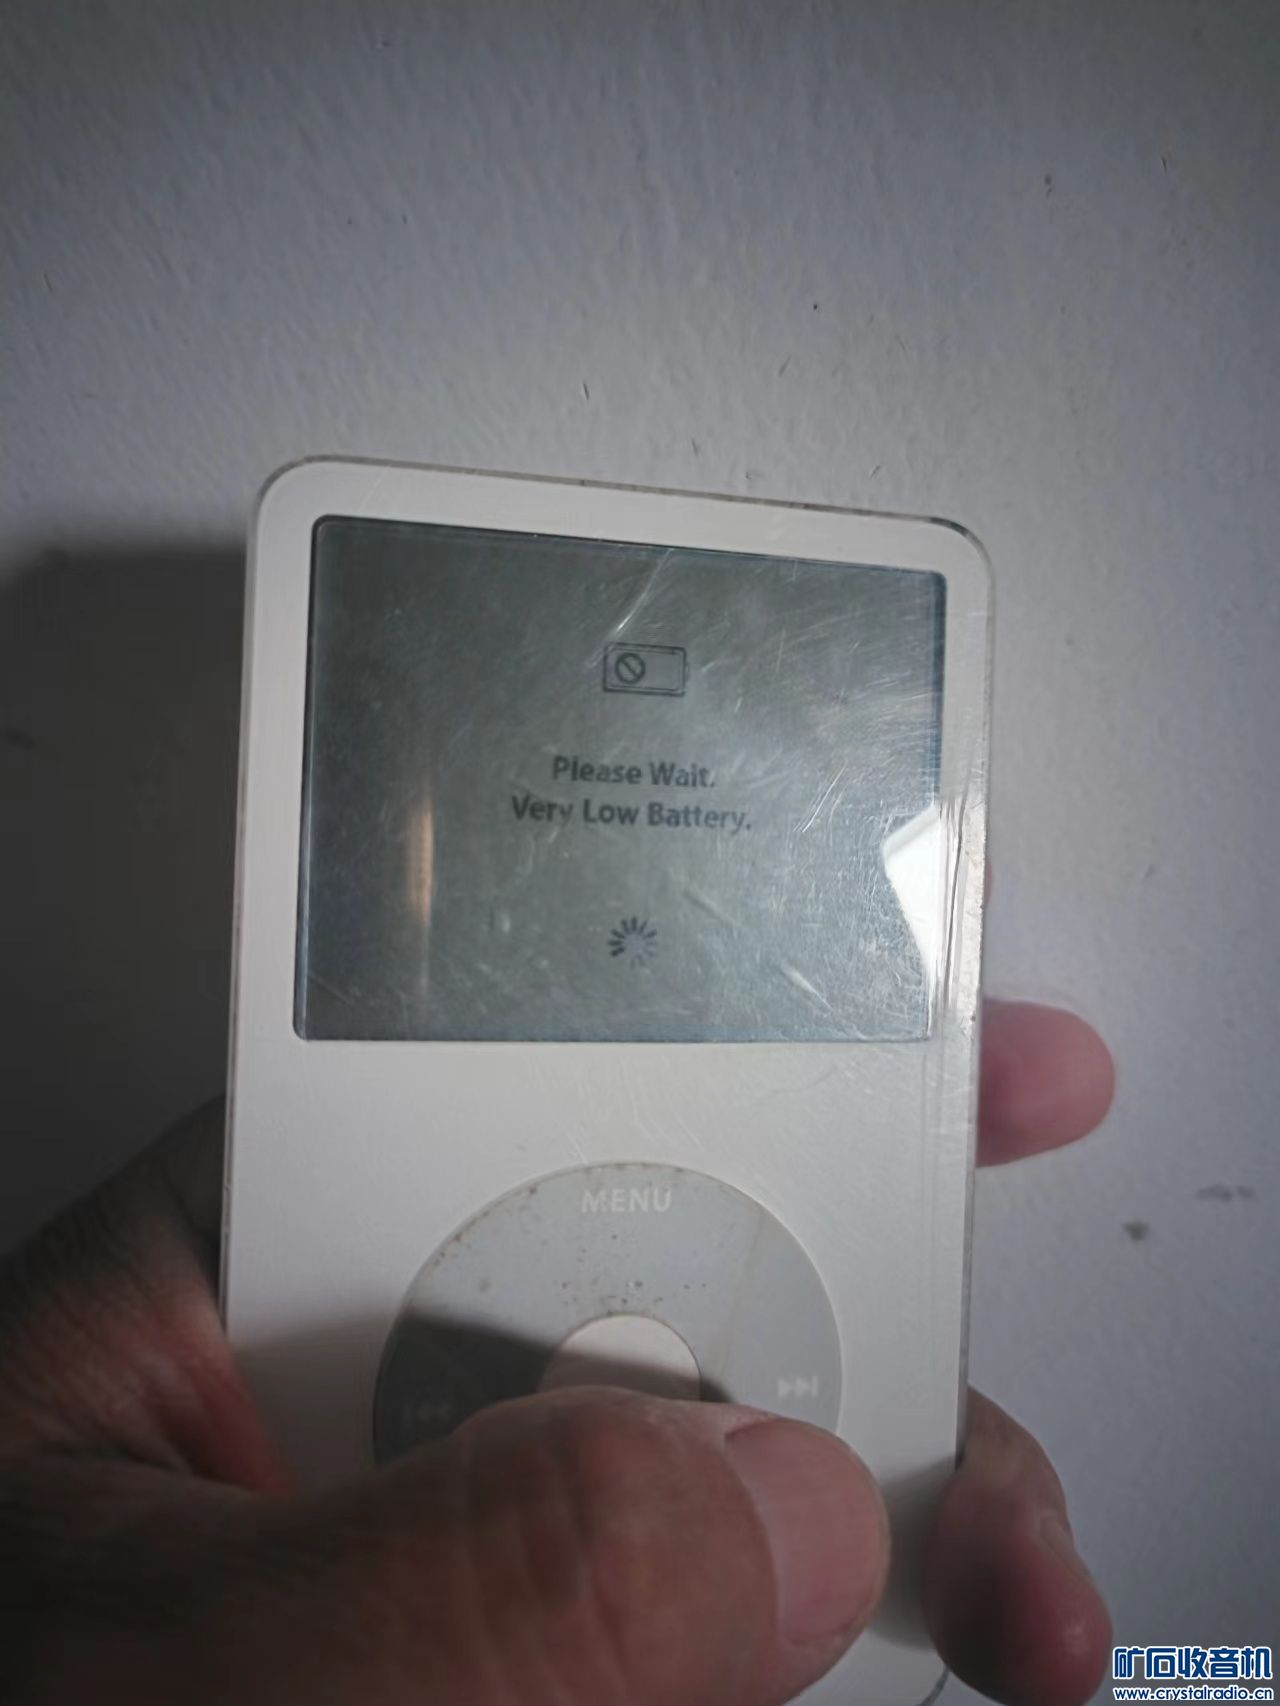 Please Wait.
Very Low Battery.
MENU
矿石收音机
www.crystalradio.cn